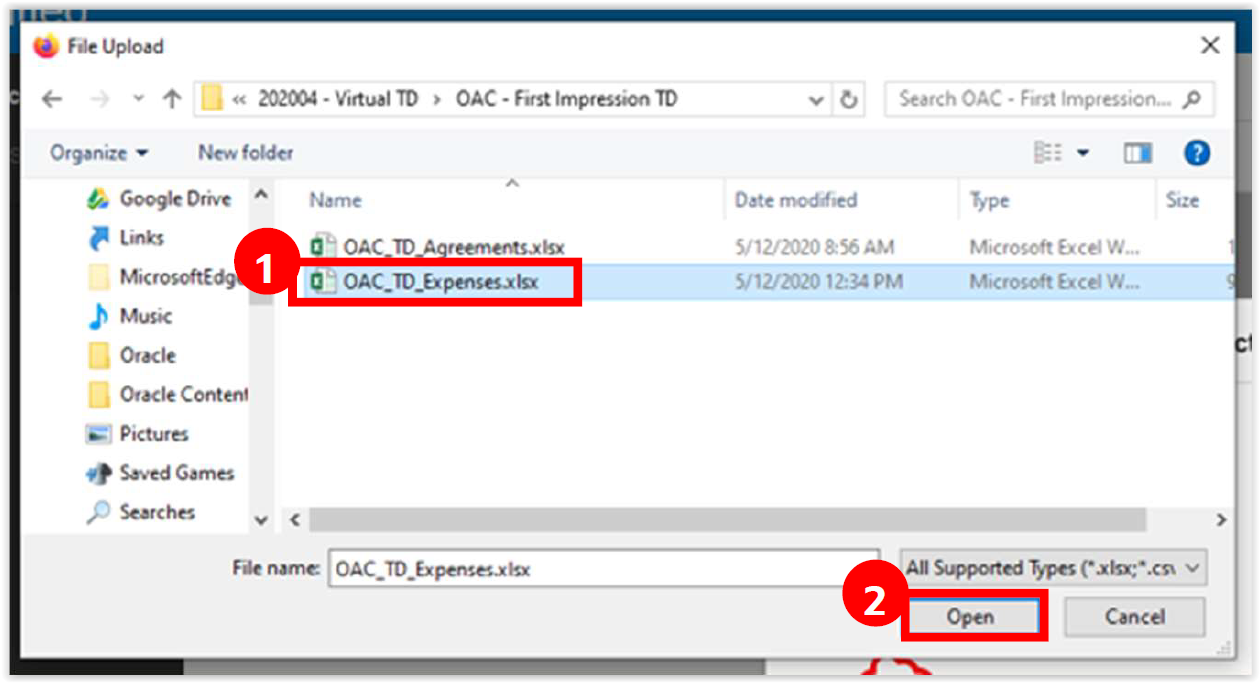 File Upload
« 202004 - Virtual TD › OAC - First Impression TD
Search OAC - First Impression...
Organize
New folder
?
Name
Date modified
Type
Size
Google Drive
Links
MicrosoftEdge
Music
Oracle
Oracle Content
Pictures
Saved Games
Searches
OAC_TD_Agreements.xlsx 5/12/2020 8:56 AM Microsoft Excel W... 1
1
OAC_TD_Expenses.xlsx 5/12/2020 12:34 PM Microsoft Excel W... 9
File name: OAC_TD_Expenses.xlsx
All Supported Types (*.xlsx;*.csv
2
Open
Cancel